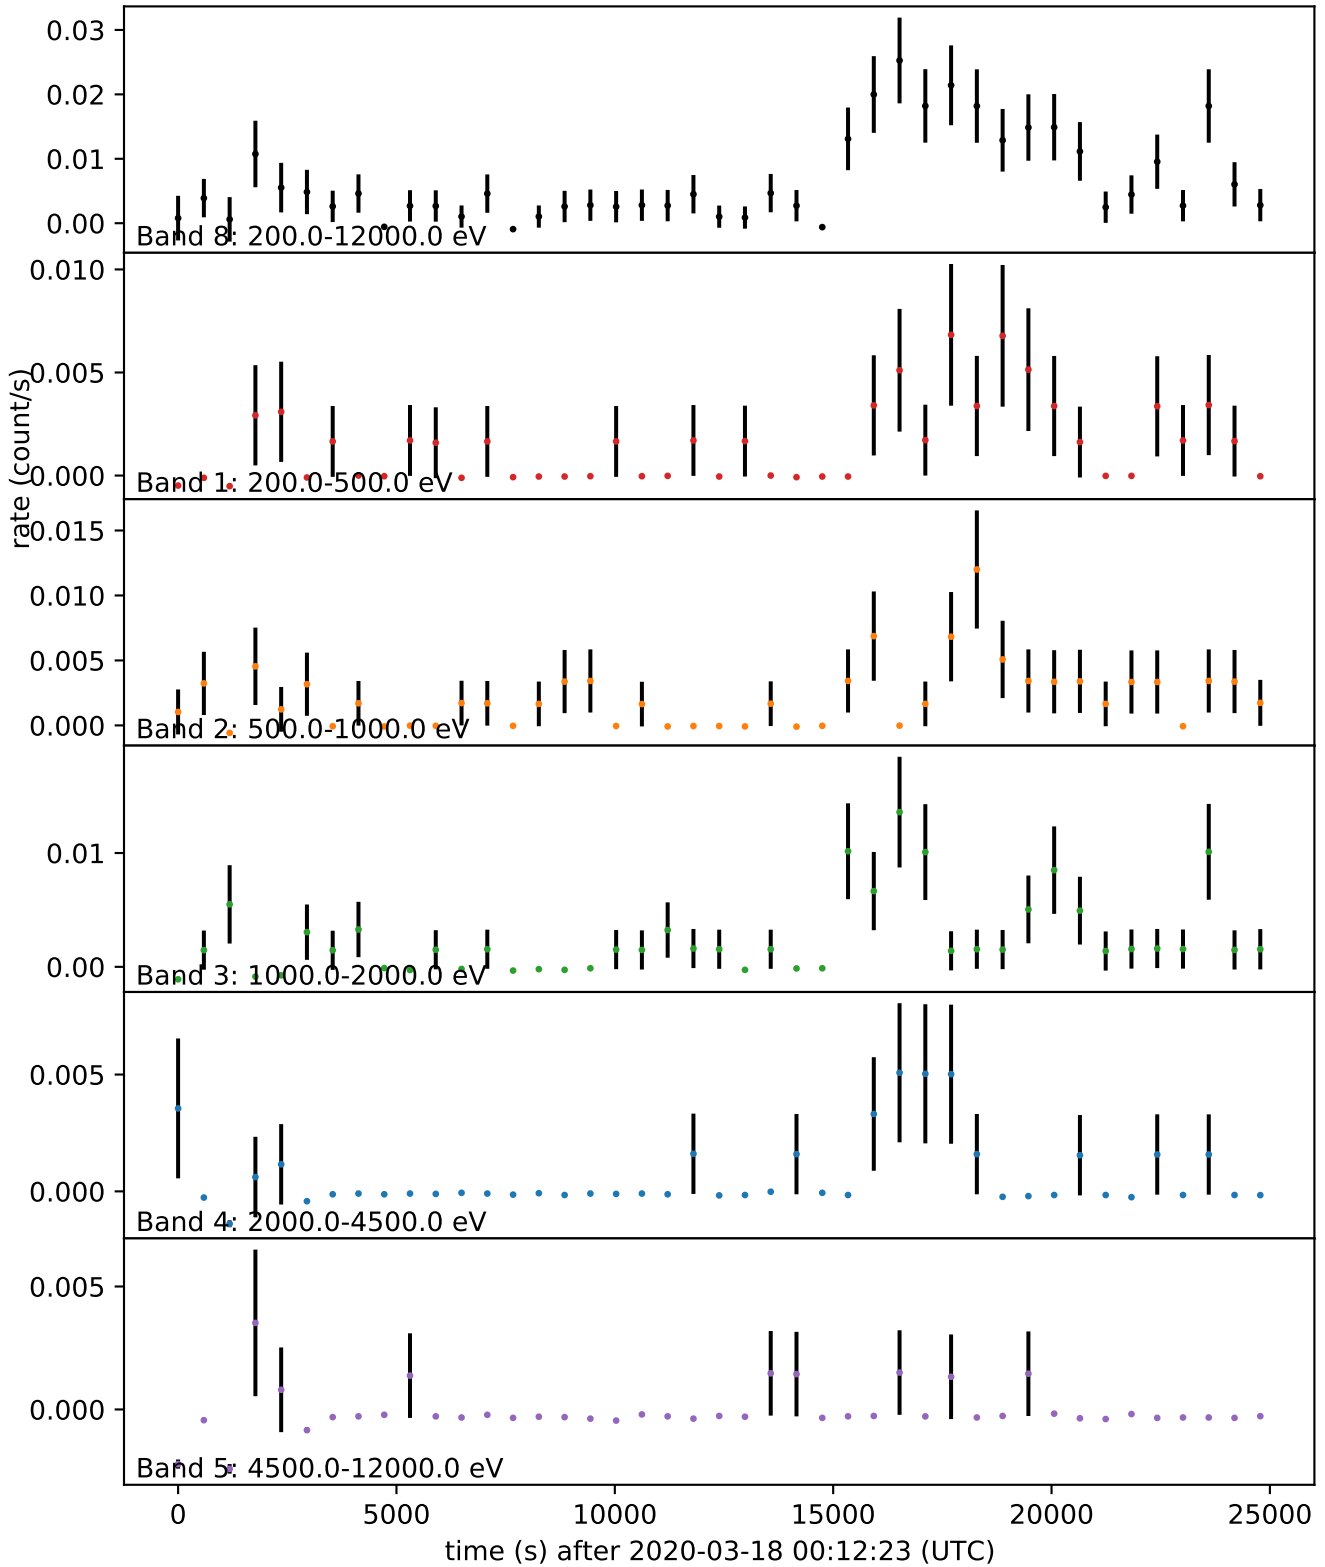 0.03
0.02
0.01
0.00
Band 8: 200.0-12000.0 eV
0.010
0.005
0.000
Band 1: 200.0-500.0 eV
rate (count/s)
0.015
0.010
0.005
0.000
Band 2: 500.0-1000.0 eV
0.01
0.00
Band 3: 1000.0-2000.0 eV
0.005
0.000
Band 4: 2000.0-4500.0 eV
0.005
0.000
Band 5: 4500.0-12000.0 eV
0 5000 10000 15000 20000 25000
time (s) after 2020-03-18 00:12:23 (UTC)